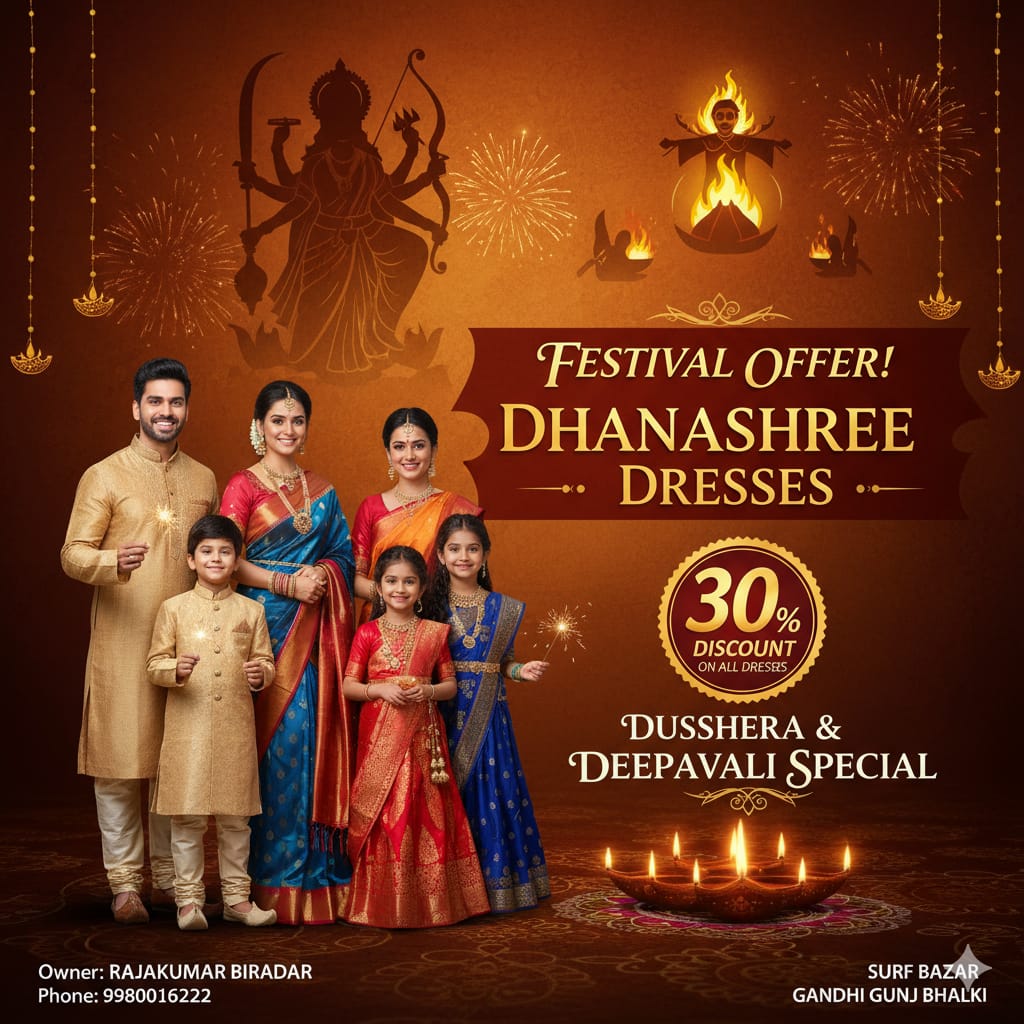 FESTIVAL OFFER!
DHANASHREE
DRESSES
30%
DISCOUNT
ON ALL DRESSES
DUSSHERA &
DEEPAVALI SPECIAL
Owner: RAJAKUMAR BIRADAR
Phone: 9980016222
SURF BAZAR
GANDHI GUNJ BHALKI